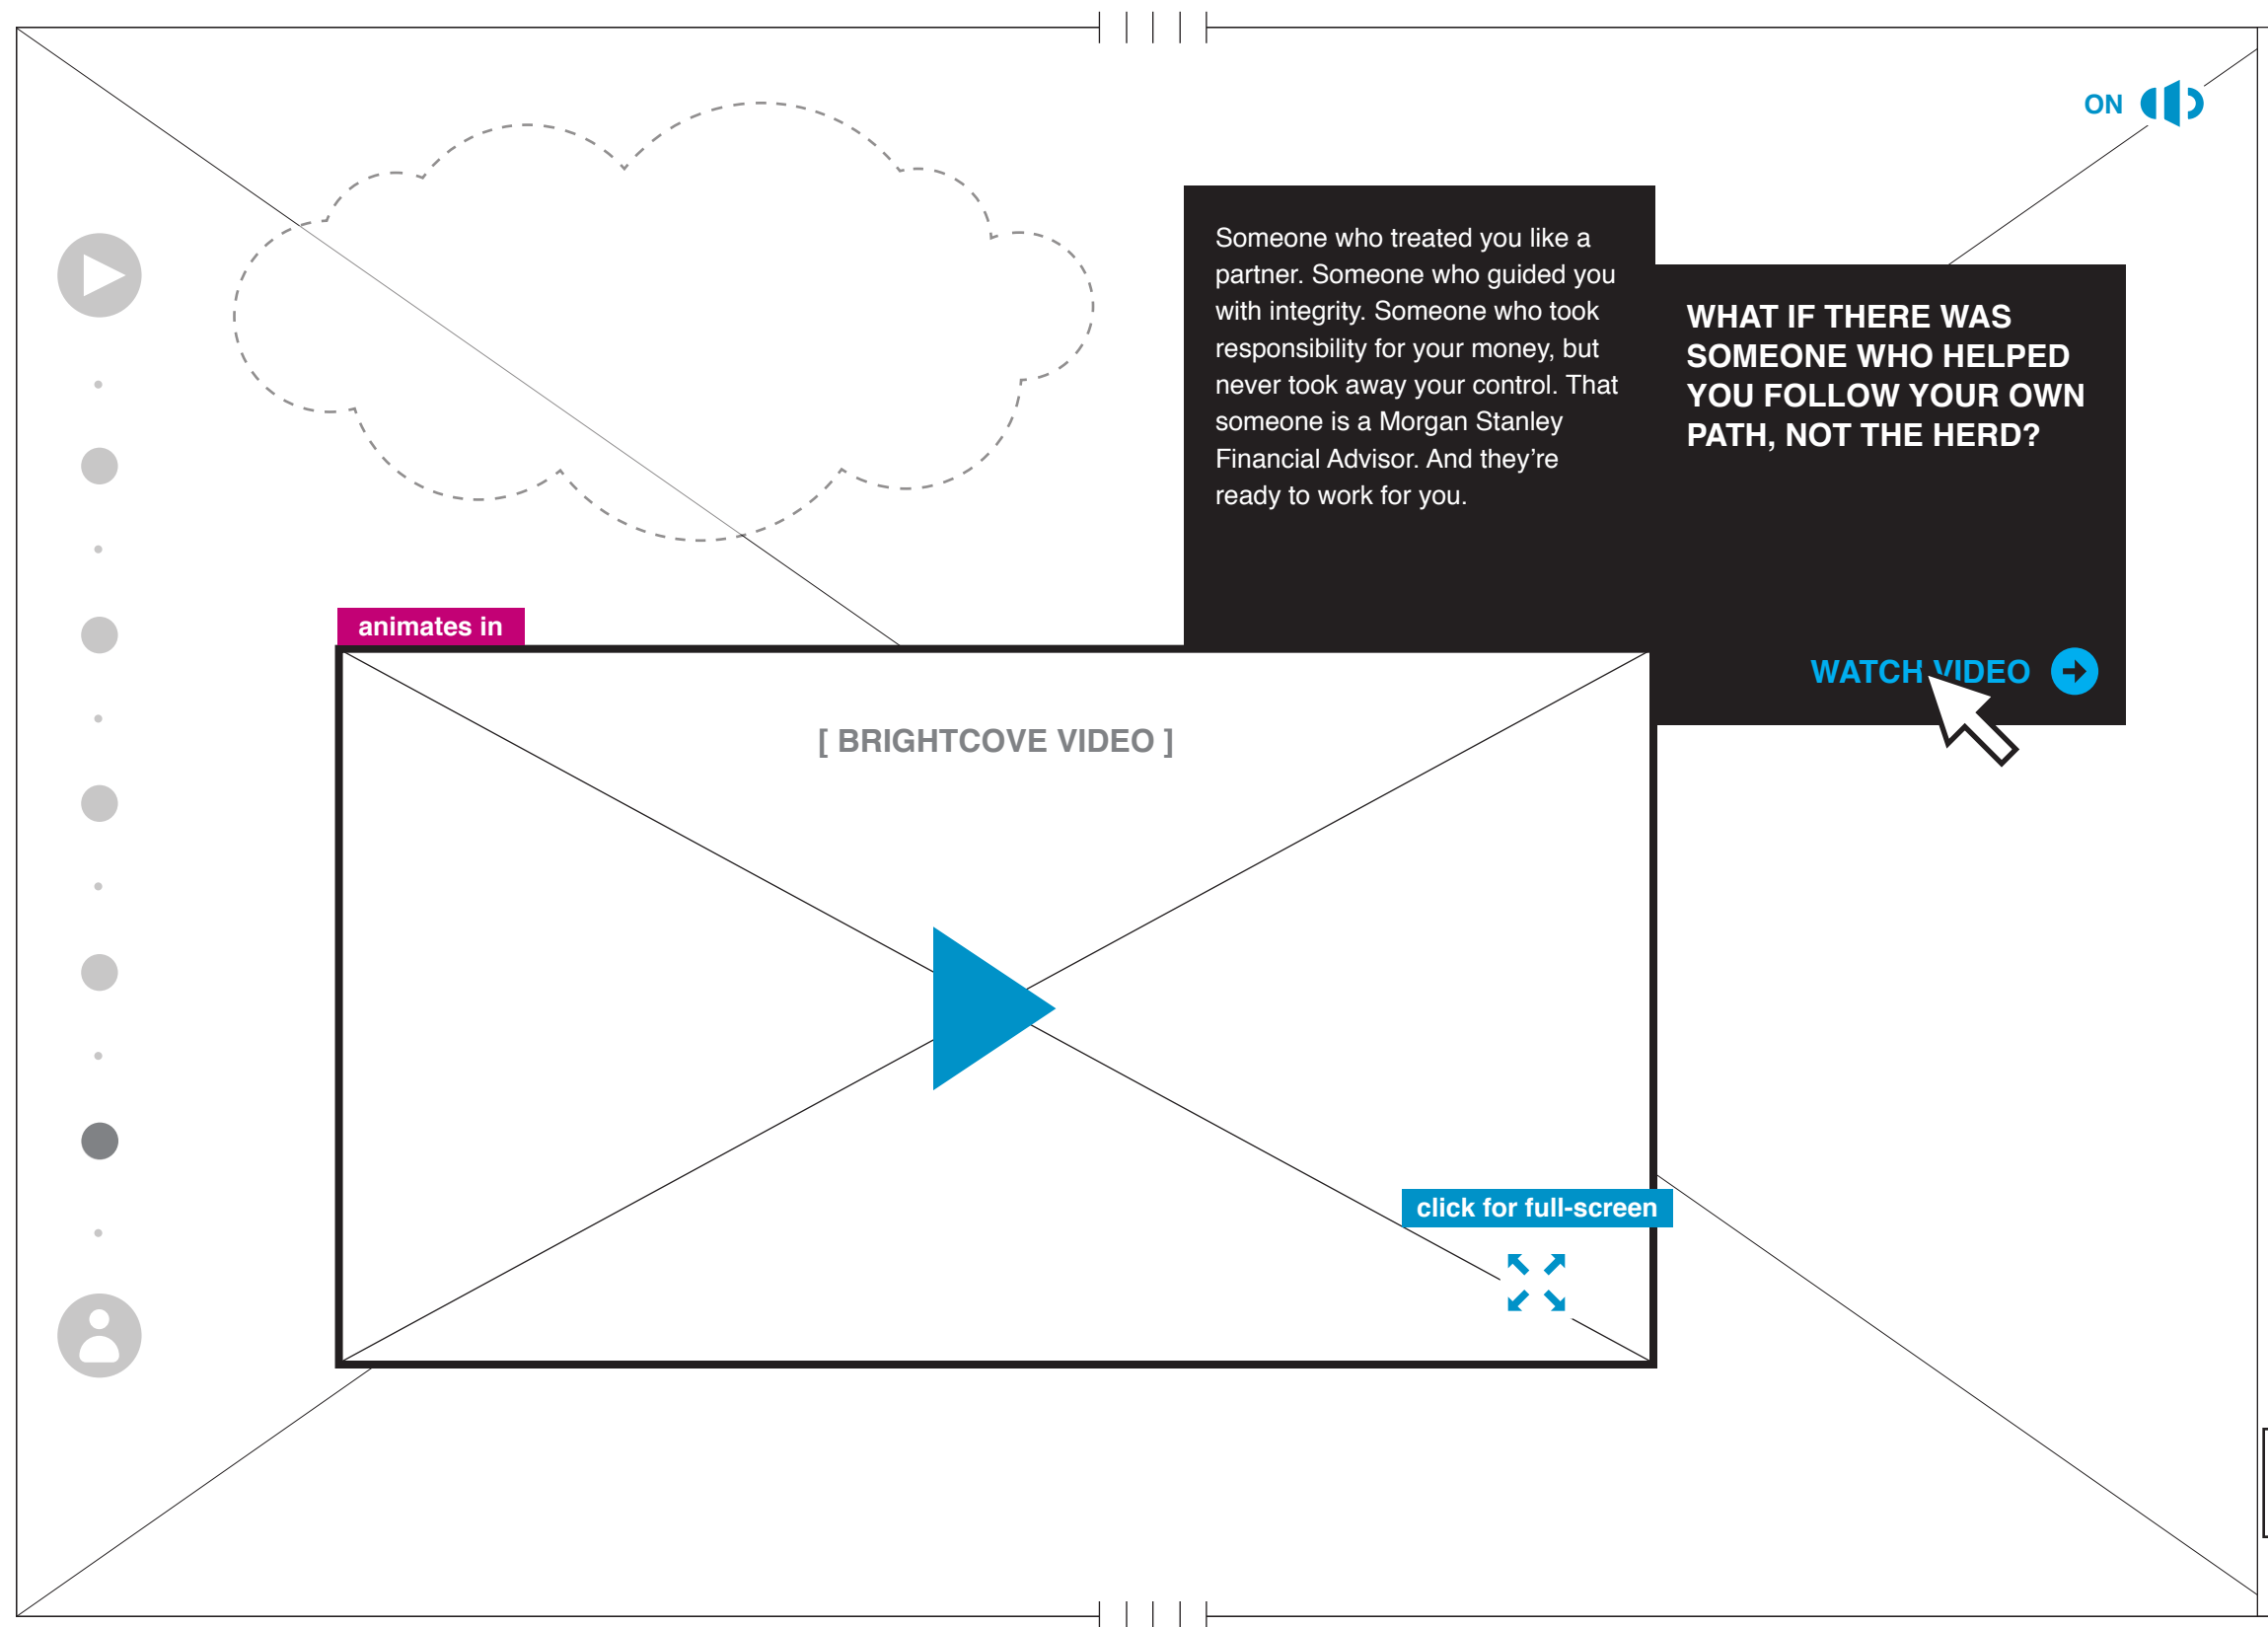 ON
Someone who treated you like a
partner. Someone who guided you
with integrity. Someone who took
responsibility for your money, but
never took away your control. That
someone is a Morgan Stanley
Financial Advisor. And they’re
ready to work for you.
WHAT IF THERE WAS
SOMEONE WHO HELPED
YOU FOLLOW YOUR OWN
PATH, NOT THE HERD?
WATCH VIDEO
animates in
[ BRIGHTCOVE VIDEO ]
click for full-screen